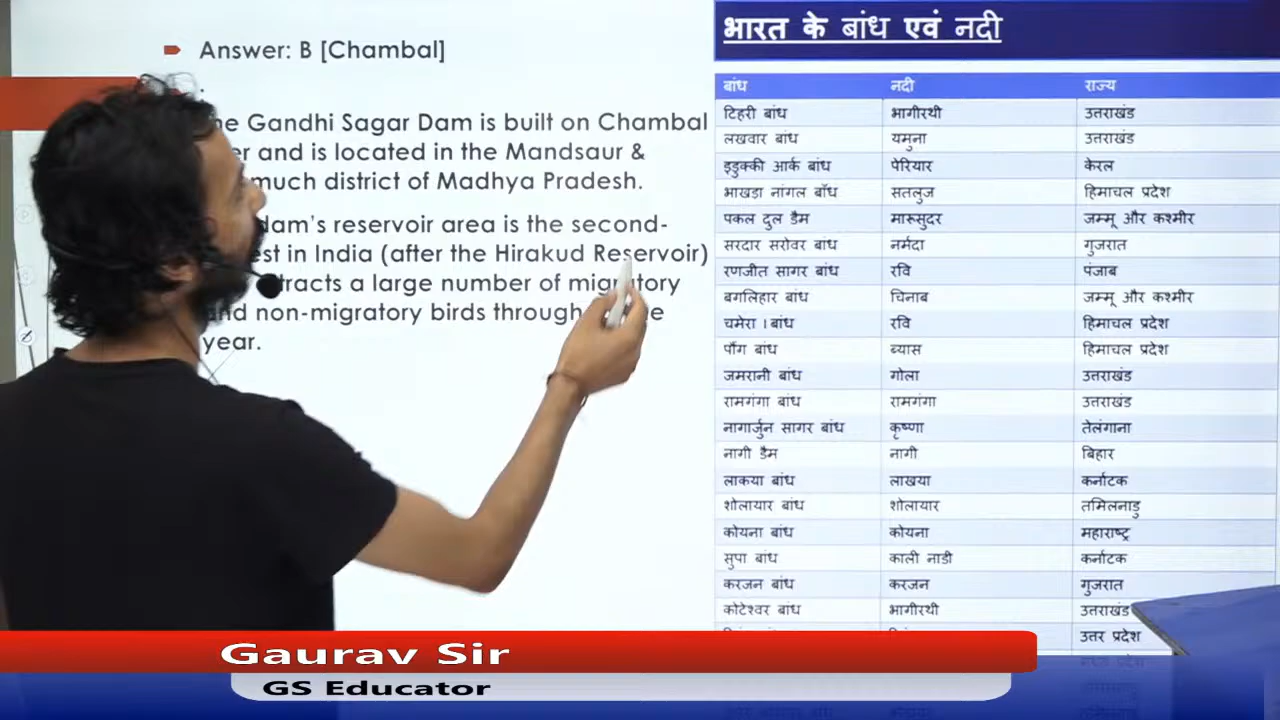 Answer: B [Chambal]
Gandhi Sagar Dam is built on Chambal
and is located in the Mandsaur &
district of Madhya Pradesh.
dam's reservoir area is the second-
in India (after the Hirakud Reservoir)
a large number of migratory
non-migratory birds
year.
भारत के बांध एवं नदी
बांध नदी राज्य
टिहरी बांध भागीरथी उत्तराखंड
लखवार बांध यमुना उत्तराखंड
इडुक्की आर्क बांध पेरियार केरल
भाखड़ा नांगल बाँध सतलुज हिमाचल प्रदेश
पकल दुल डैम मारूसुदर जम्मू और कश्मीर
सरदार सरोवर बांध नर्मदा गुजरात
रणजीत सागर बांध रवि पंजाब
बगलिहार बांध चिनाब जम्मू और कश्मीर
चमेरा । बांध रवि हिमाचल प्रदेश
पौंग बांध ब्यास हिमाचल प्रदेश
जमरानी बांध गोला उत्तराखंड
रामगंगा बांध रामगंगा उत्तराखंड
नागार्जुन सागर बांध कृष्णा तेलंगाना
नागी डैम नागी बिहार
लाकया बांध लाखया कर्नाटक
शोलायार बांध शोलायार तमिलनाडु
कोयना बांध कोयना महाराष्ट्र
सुपा बांध काली नाडी कर्नाटक
करजन बांध करजन गुजरात
कोटेश्वर बांध भागीरथी उत्तराखंड
उत्तर प्रदेश
Gaurav Sir
GS Educator